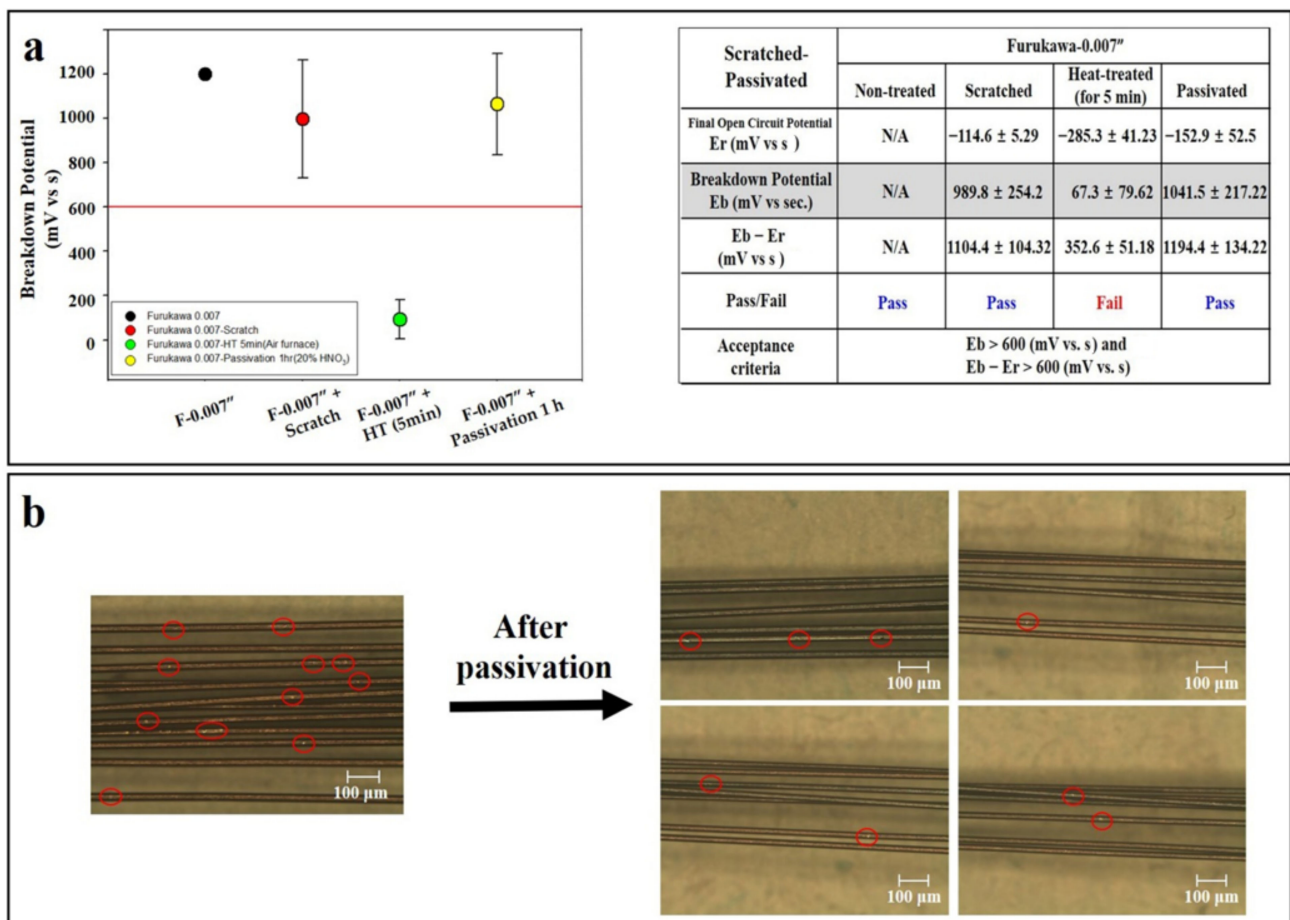 a
Breakdown Potential
(mV vs s)
1200
1000
800
600
400
200
0
Furukawa 0.007
Furukawa 0.007-Scratch
Furukawa 0.007-HT 5min(Air furnace)
Furukawa 0.007-Passivation 1hr(20% HNO3)
F-0.007″
F-0.007″ +
Scratch
F-0.007″ +
HT (5min)
F-0.007″ +
Passivation 1 h
Scratched-
Passivated
Furukawa-0.007″
Non-treated
Scratched
Heat-treated
(for 5 min)
Passivated
Final Open Circuit Potential
Er (mV vs s )
N/A
−114.6 ± 5.29
−285.3 ± 41.23
−152.9 ± 52.5
Breakdown Potential
Eb (mV vs sec.)
N/A
989.8 ± 254.2
67.3 ± 79.62
1041.5 ± 217.22
Eb − Er
(mV vs s )
N/A
1104.4 ± 104.32
352.6 ± 51.18
1194.4 ± 134.22
Pass/Fail
Pass
Pass
Fail
Pass
Acceptance
criteria
Eb > 600 (mV vs. s) and
Eb − Er > 600 (mV vs. s)
b
100 µm
After
passivation
100 µm
100 µm
100 µm
100 µm